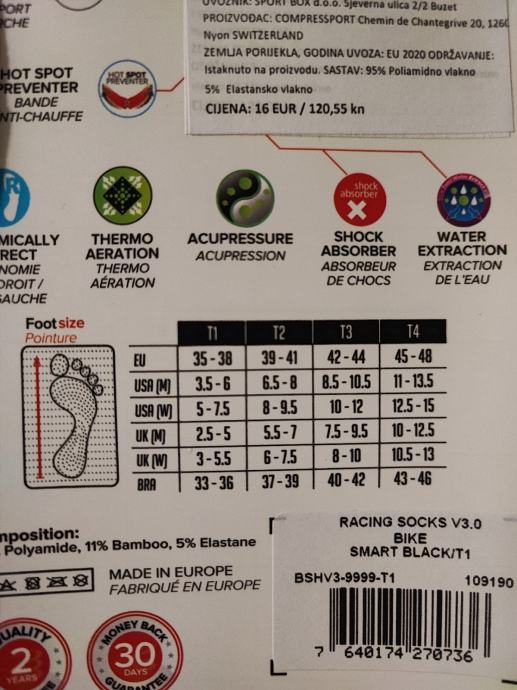 UVOZNIK: SPORT BOX d.o.o. Sjeverna ulica 2/2 Buzet
PROIZVODAC: COMPRESSPORT Chemin de Chantegrive 20, 1260
Nyon SWITZERLAND
ZEMLJA PORIJEKLA, GODINA UVOZA: EU 2020 ODRŽAVANJE:
Istaknuto na proizvodu. SASTAV: 95% Poliamidno vlakno
5% Elastansko vlakno
CIJENA: 16 EUR / 120,55 kn
PORT
RCHE
HOT SPOT
PREVENTER
BANDE
NTI-CHAUFFE
HOT SPOT
PREVENTER
R
MICALLY
RECT
NOMIE
DROIT /
GAUCHE
THERMO
AERATION
THERMO
AÉRATION
ACUPRESSURE
ACUPRESSION
shock
absorber
SHOCK
ABSORBER
ABSORBEUR
DE CHOCS
WATER
EXTRACTION
EXTRACTION
DE L'EAU
Foot size
Pointure
T1 T2 T3 T4
EU 35-38 39-41 42-44 45-48
USA (M) 3.5-6 6.5-8 8.5-10.5 11-13.5
USA (W) 5-7.5 8-9.5 10-12 12.5-15
UK (M) 2.5-5 5.5-7 7.5-9.5 10-12.5
UK (W) 3-5.5 6-7.5 8-10 10.5-13
BRA 33-36 37-39 40-42 43-46
mposition:
Polyamide, 11% Bamboo, 5% Elastane
MADE IN EUROPE
FABRIQUÉ EN EUROPE
RACING SOCKS V3.0
BIKE
SMART BLACK/T1
BSHV3-9999-T1 109190
7 640174 270736
UALITY
2
YEARS
MONEY BACK
30
DAYS
GUARANTEE